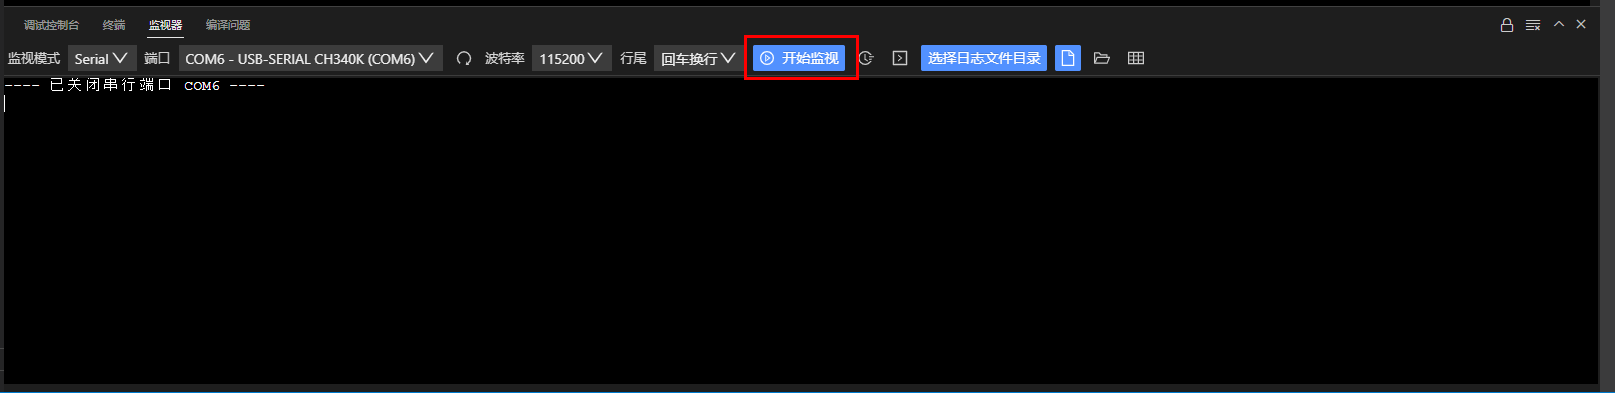 调试控制台 终端 监视器 编译问题
监视模式 Serial 端口 COM6 - USB-SERIAL CH340K (COM6) 波特率 115200 行尾 回车换行 开始监视 选择日志文件目录
---- 已关闭串行端口 COM6 ----